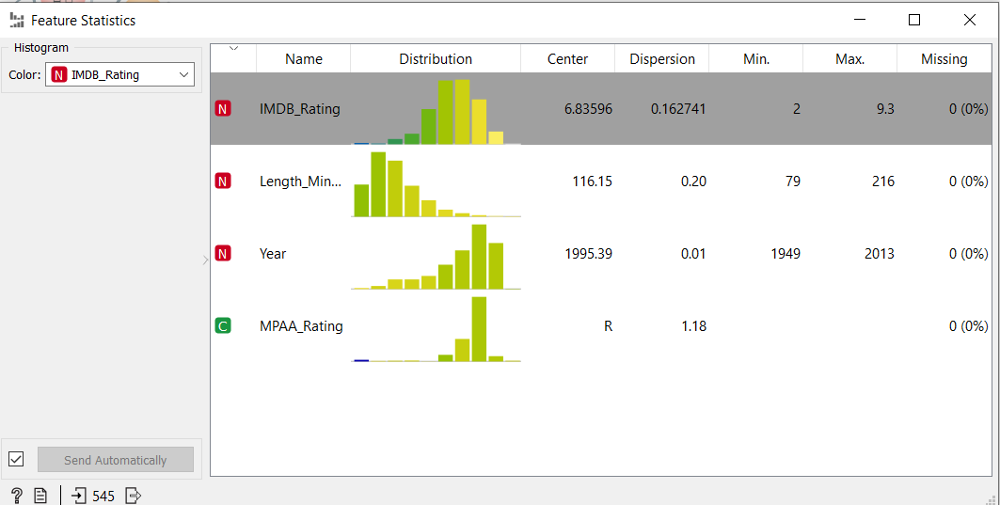 Feature Statistics
Histogram
Color: N IMDB_Rating
Name Distribution Center Dispersion Min. Max. Missing
N IMDB_Rating 6.83596 0.162741 2 9.3 0 (0%)
N Length_Min... 116.15 0.20 79 216 0 (0%)
N Year 1995.39 0.01 1949 2013 0 (0%)
C MPAA_Rating R 1.18 0 (0%)
Send Automatically
? 545